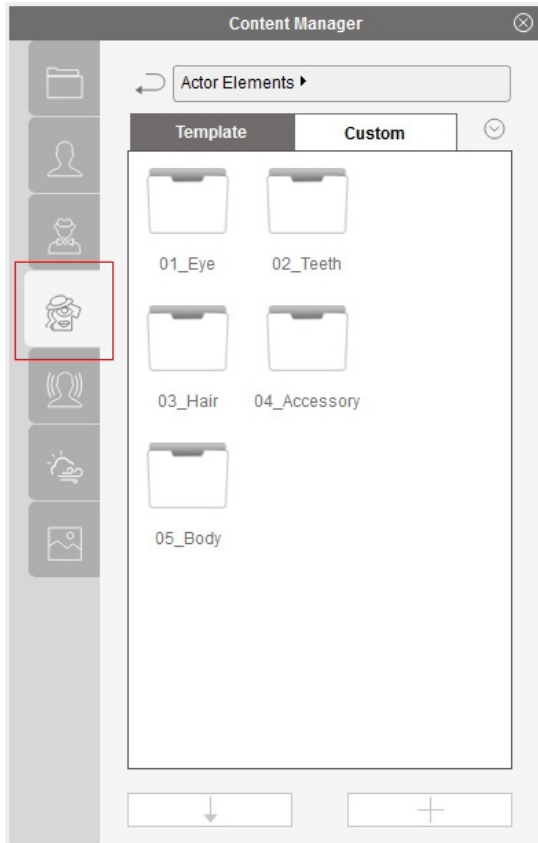 Content Manager
Actor Elements
Template Custom
01_Eye 02_Teeth
03_Hair 04_Accessory
05_Body